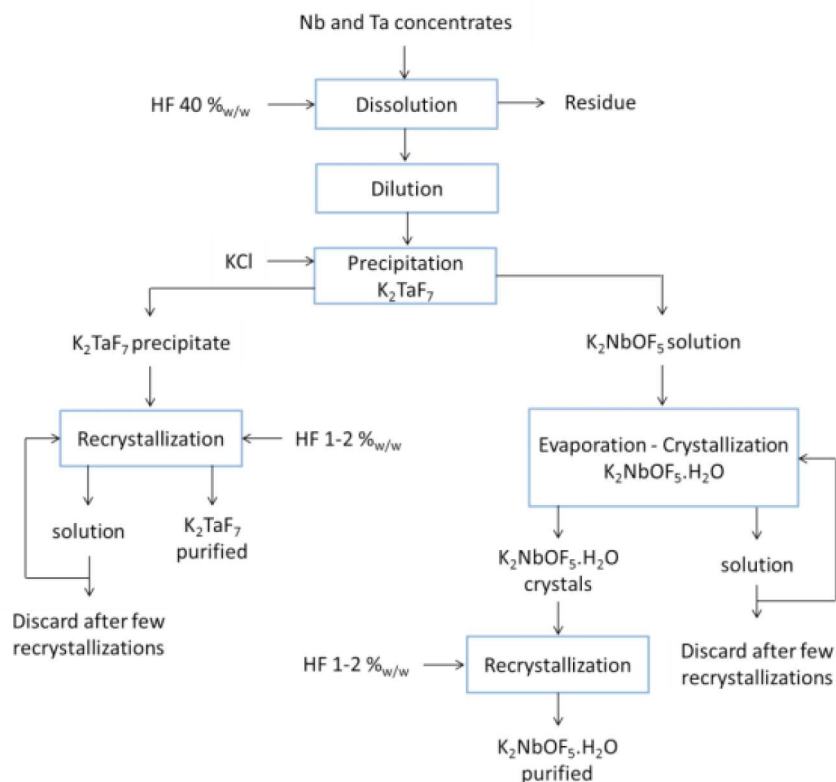 Nb and Ta concentrates
HF 40 %w/w
Dissolution
Residue
Dilution
KCl
Precipitation
K₂TaF₇
K₂TaF₇ precipitate
K₂NbOF₅ solution
Recrystallization
HF 1-2 %w/w
Evaporation - Crystallization
K₂NbOF₅.H₂O
solution
K₂TaF₇
purified
K₂NbOF₅.H₂O
crystals
solution
Discard after few
recrystallizations
HF 1-2 %w/w
Recrystallization
Discard after few
recrystallizations
K₂NbOF₅.H₂O
purified